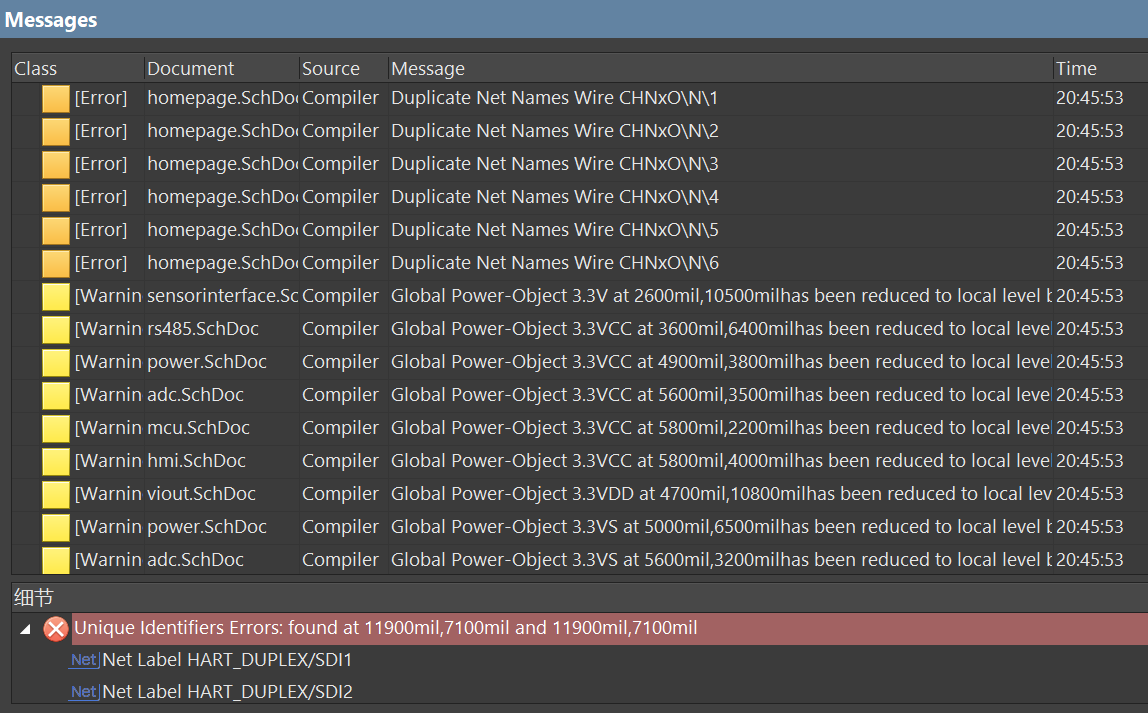 Messages
Class Document Source Message Time
[Error] homepage.SchDoc Compiler Duplicate Net Names Wire CHNxO\N\1 20:45:53
[Error] homepage.SchDoc Compiler Duplicate Net Names Wire CHNxO\N\2 20:45:53
[Error] homepage.SchDoc Compiler Duplicate Net Names Wire CHNxO\N\3 20:45:53
[Error] homepage.SchDoc Compiler Duplicate Net Names Wire CHNxO\N\4 20:45:53
[Error] homepage.SchDoc Compiler Duplicate Net Names Wire CHNxO\N\5 20:45:53
[Error] homepage.SchDoc Compiler Duplicate Net Names Wire CHNxO\N\6 20:45:53
[Warnin sensorinterface.Sc Compiler Global Power-Object 3.3V at 2600mil,10500milhas been reduced to local level b 20:45:53
[Warnin rs485.SchDoc Compiler Global Power-Object 3.3VCC at 3600mil,6400milhas been reduced to local level 20:45:53
[Warnin power.SchDoc Compiler Global Power-Object 3.3VCC at 4900mil,3800milhas been reduced to local level 20:45:53
[Warnin adc.SchDoc Compiler Global Power-Object 3.3VCC at 5600mil,3500milhas been reduced to local level 20:45:53
[Warnin mcu.SchDoc Compiler Global Power-Object 3.3VCC at 5800mil,2200milhas been reduced to local level 20:45:53
[Warnin hmi.SchDoc Compiler Global Power-Object 3.3VCC at 5800mil,4000milhas been reduced to local level 20:45:53
[Warnin viout.SchDoc Compiler Global Power-Object 3.3VDD at 4700mil,10800milhas been reduced to local lev 20:45:53
[Warnin power.SchDoc Compiler Global Power-Object 3.3VS at 5000mil,6500milhas been reduced to local level b 20:45:53
[Warnin adc.SchDoc Compiler Global Power-Object 3.3VS at 5600mil,3200milhas been reduced to local level b 20:45:53
细节
Unique Identifiers Errors: found at 11900mil,7100mil and 11900mil,7100mil
Net Net Label HART_DUPLEX/SDI1
Net Net Label HART_DUPLEX/SDI2